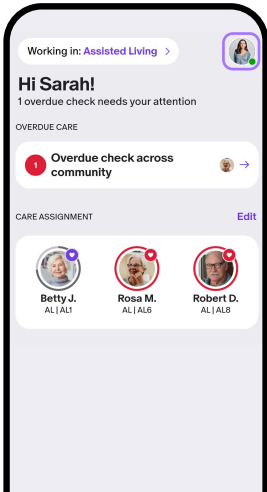 Working in: Assisted Living >
Hi Sarah!
1 overdue check needs your attention
OVERDUE CARE
1
Overdue check across
community
CARE ASSIGNMENT
Edit
Betty J.
Rosa M.
Robert D.
AL | AL1
AL | AL6
AL | AL8